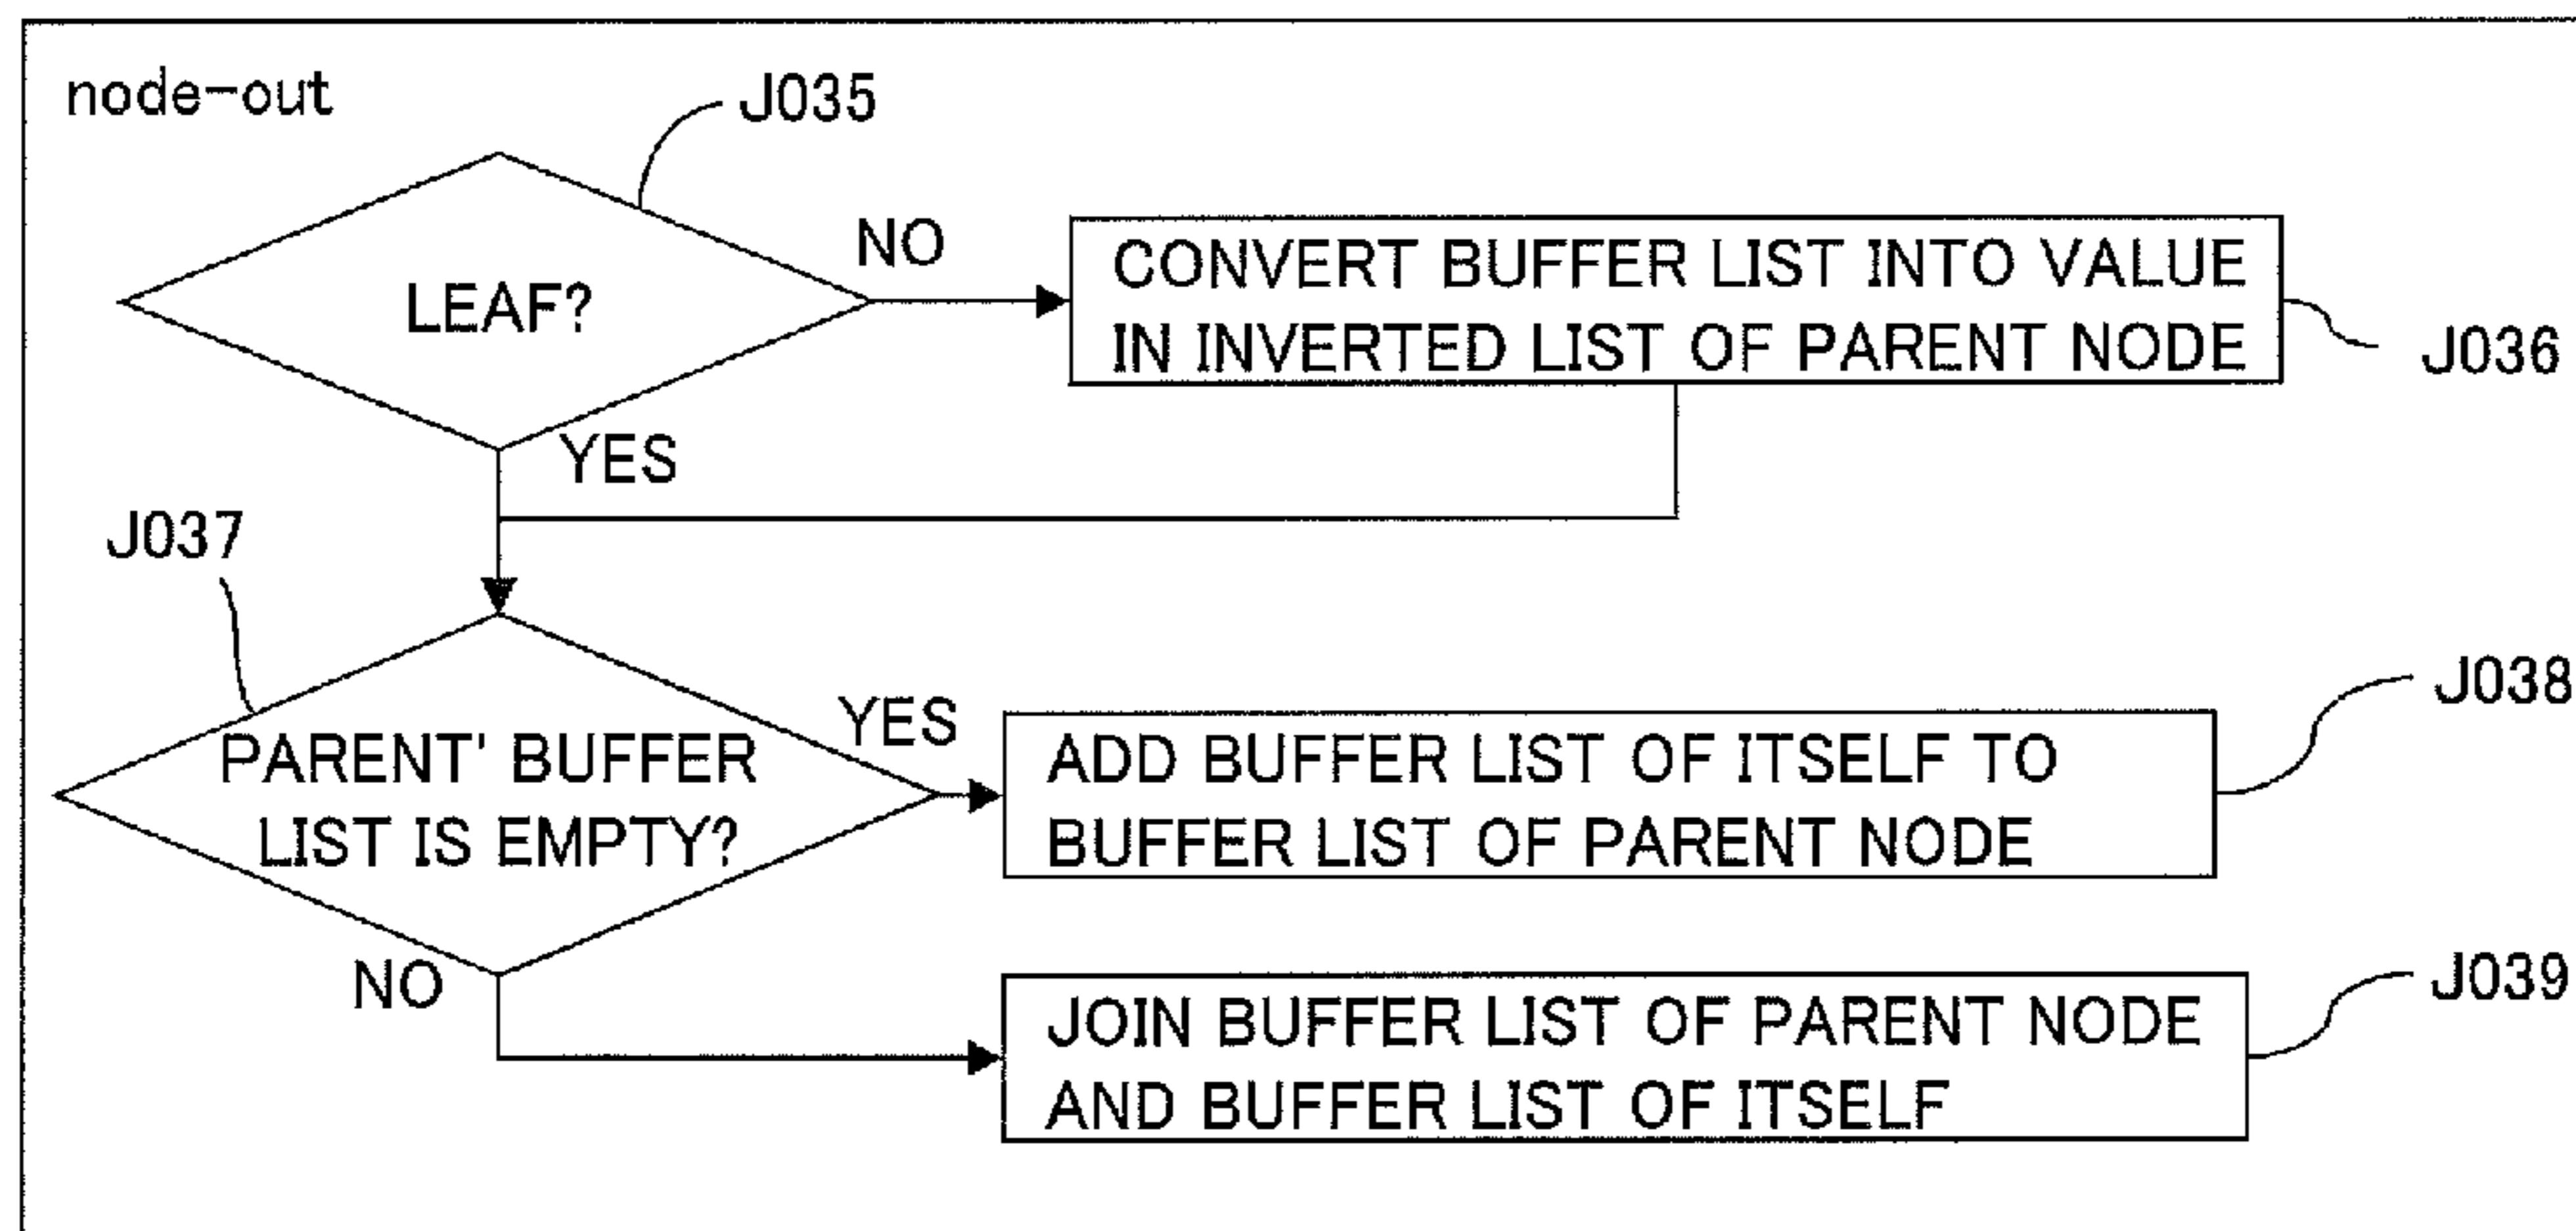 node-out
J035
LEAF?
NO
CONVERT BUFFER LIST INTO VALUE
IN INVERTED LIST OF PARENT NODE
J036
YES
J037
PARENT' BUFFER
LIST IS EMPTY?
YES
ADD BUFFER LIST OF ITSELF TO
BUFFER LIST OF PARENT NODE
J038
NO
JOIN BUFFER LIST OF PARENT NODE
AND BUFFER LIST OF ITSELF
J039